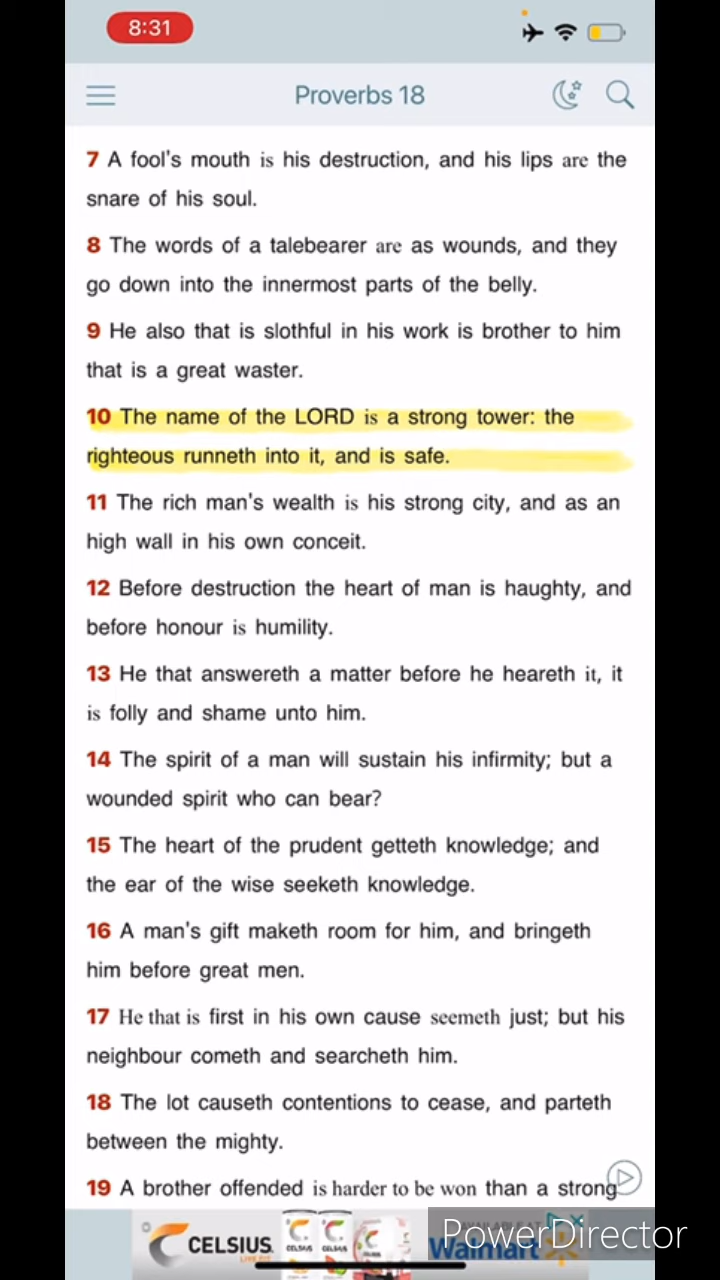 8:31
Proverbs 18
7 A fool's mouth is his destruction, and his lips are the
snare of his soul.
8 The words of a talebearer are as wounds, and they
go down into the innermost parts of the belly.
9 He also that is slothful in his work is brother to him
that is a great waster.
10 The name of the LORD is a strong tower: the
righteous runneth into it, and is safe.
11 The rich man's wealth is his strong city, and as an
high wall in his own conceit.
12 Before destruction the heart of man is haughty, and
before honour is humility.
13 He that answereth a matter before he heareth it, it
is folly and shame unto him.
14 The spirit of a man will sustain his infirmity; but a
wounded spirit who can bear?
15 The heart of the prudent getteth knowledge; and
the ear of the wise seeketh knowledge.
16 A man's gift maketh room for him, and bringeth
him before great men.
17 He that is first in his own cause seemeth just; but his
neighbour cometh and searcheth him.
18 The lot causeth contentions to cease, and parteth
between the mighty.
19 A brother offended is harder to be won than a strong
CELSIUS
LIVE FIT
CELSIUS CELSIUS
AVAILABLE AT
Walmart
PowerDirector